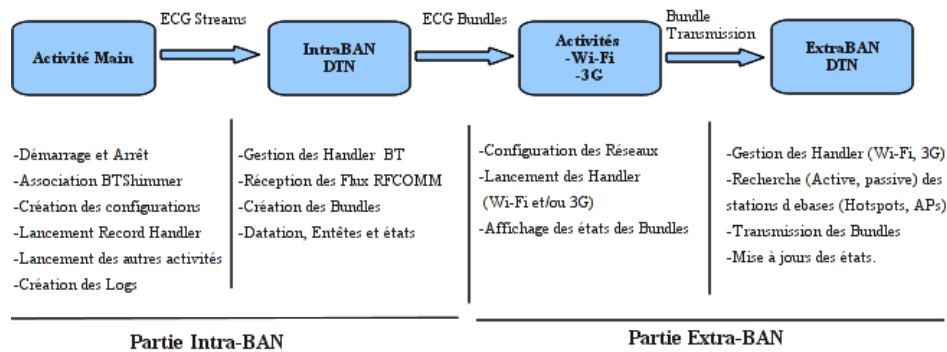 ECG Streams
ECG Bundles
Bundle
Transmission
Activité Main
IntraBAN
DTN
Activités
-Wi-Fi
-3G
ExtraBAN
DTN
-Démarrage et Arrêt
-Association BTShimmer
-Création des configurations
-Lancement Record Handler
-Lancement des autres activités
-Création des Logs
-Gestion des Handler BT
-Réception des Flux RFCOMM
-Création des Bundles
-Datation, Entêtes et états
-Configuration des Réseaux
-Lancement des Handler
(Wi-Fi et/ou 3G)
-Affichage des états des Bundles
-Gestion des Handler (Wi-Fi, 3G)
-Recherche (Active, passive) des
stations d ebases (Hotspots, APs)
-Transmission des Bundles
-Mise à jours des états.
Partie Intra-BAN
Partie Extra-BAN